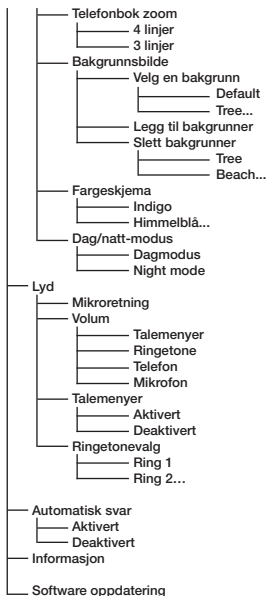 Telefonbok zoom
4 linjer
3 linjer
Bakgrunnsbilde
Velg en bakgrunn
Default
Tree...
Legg til bakgrunner
Slett bakgrunner
Tree
Beach...
Fargeskjema
Indigo
Himmelblå...
Dag/natt-modus
Dagmodus
Night mode
Lyd
Mikroretning
Volum
Talemenyer
Ringetone
Telefon
Mikrofon
Talemenyer
Aktivert
Deaktivert
Ringetonevalg
Ring 1
Ring 2...
Automatisk svar
Aktivert
Deaktivert
Informasjon
Software oppdatering